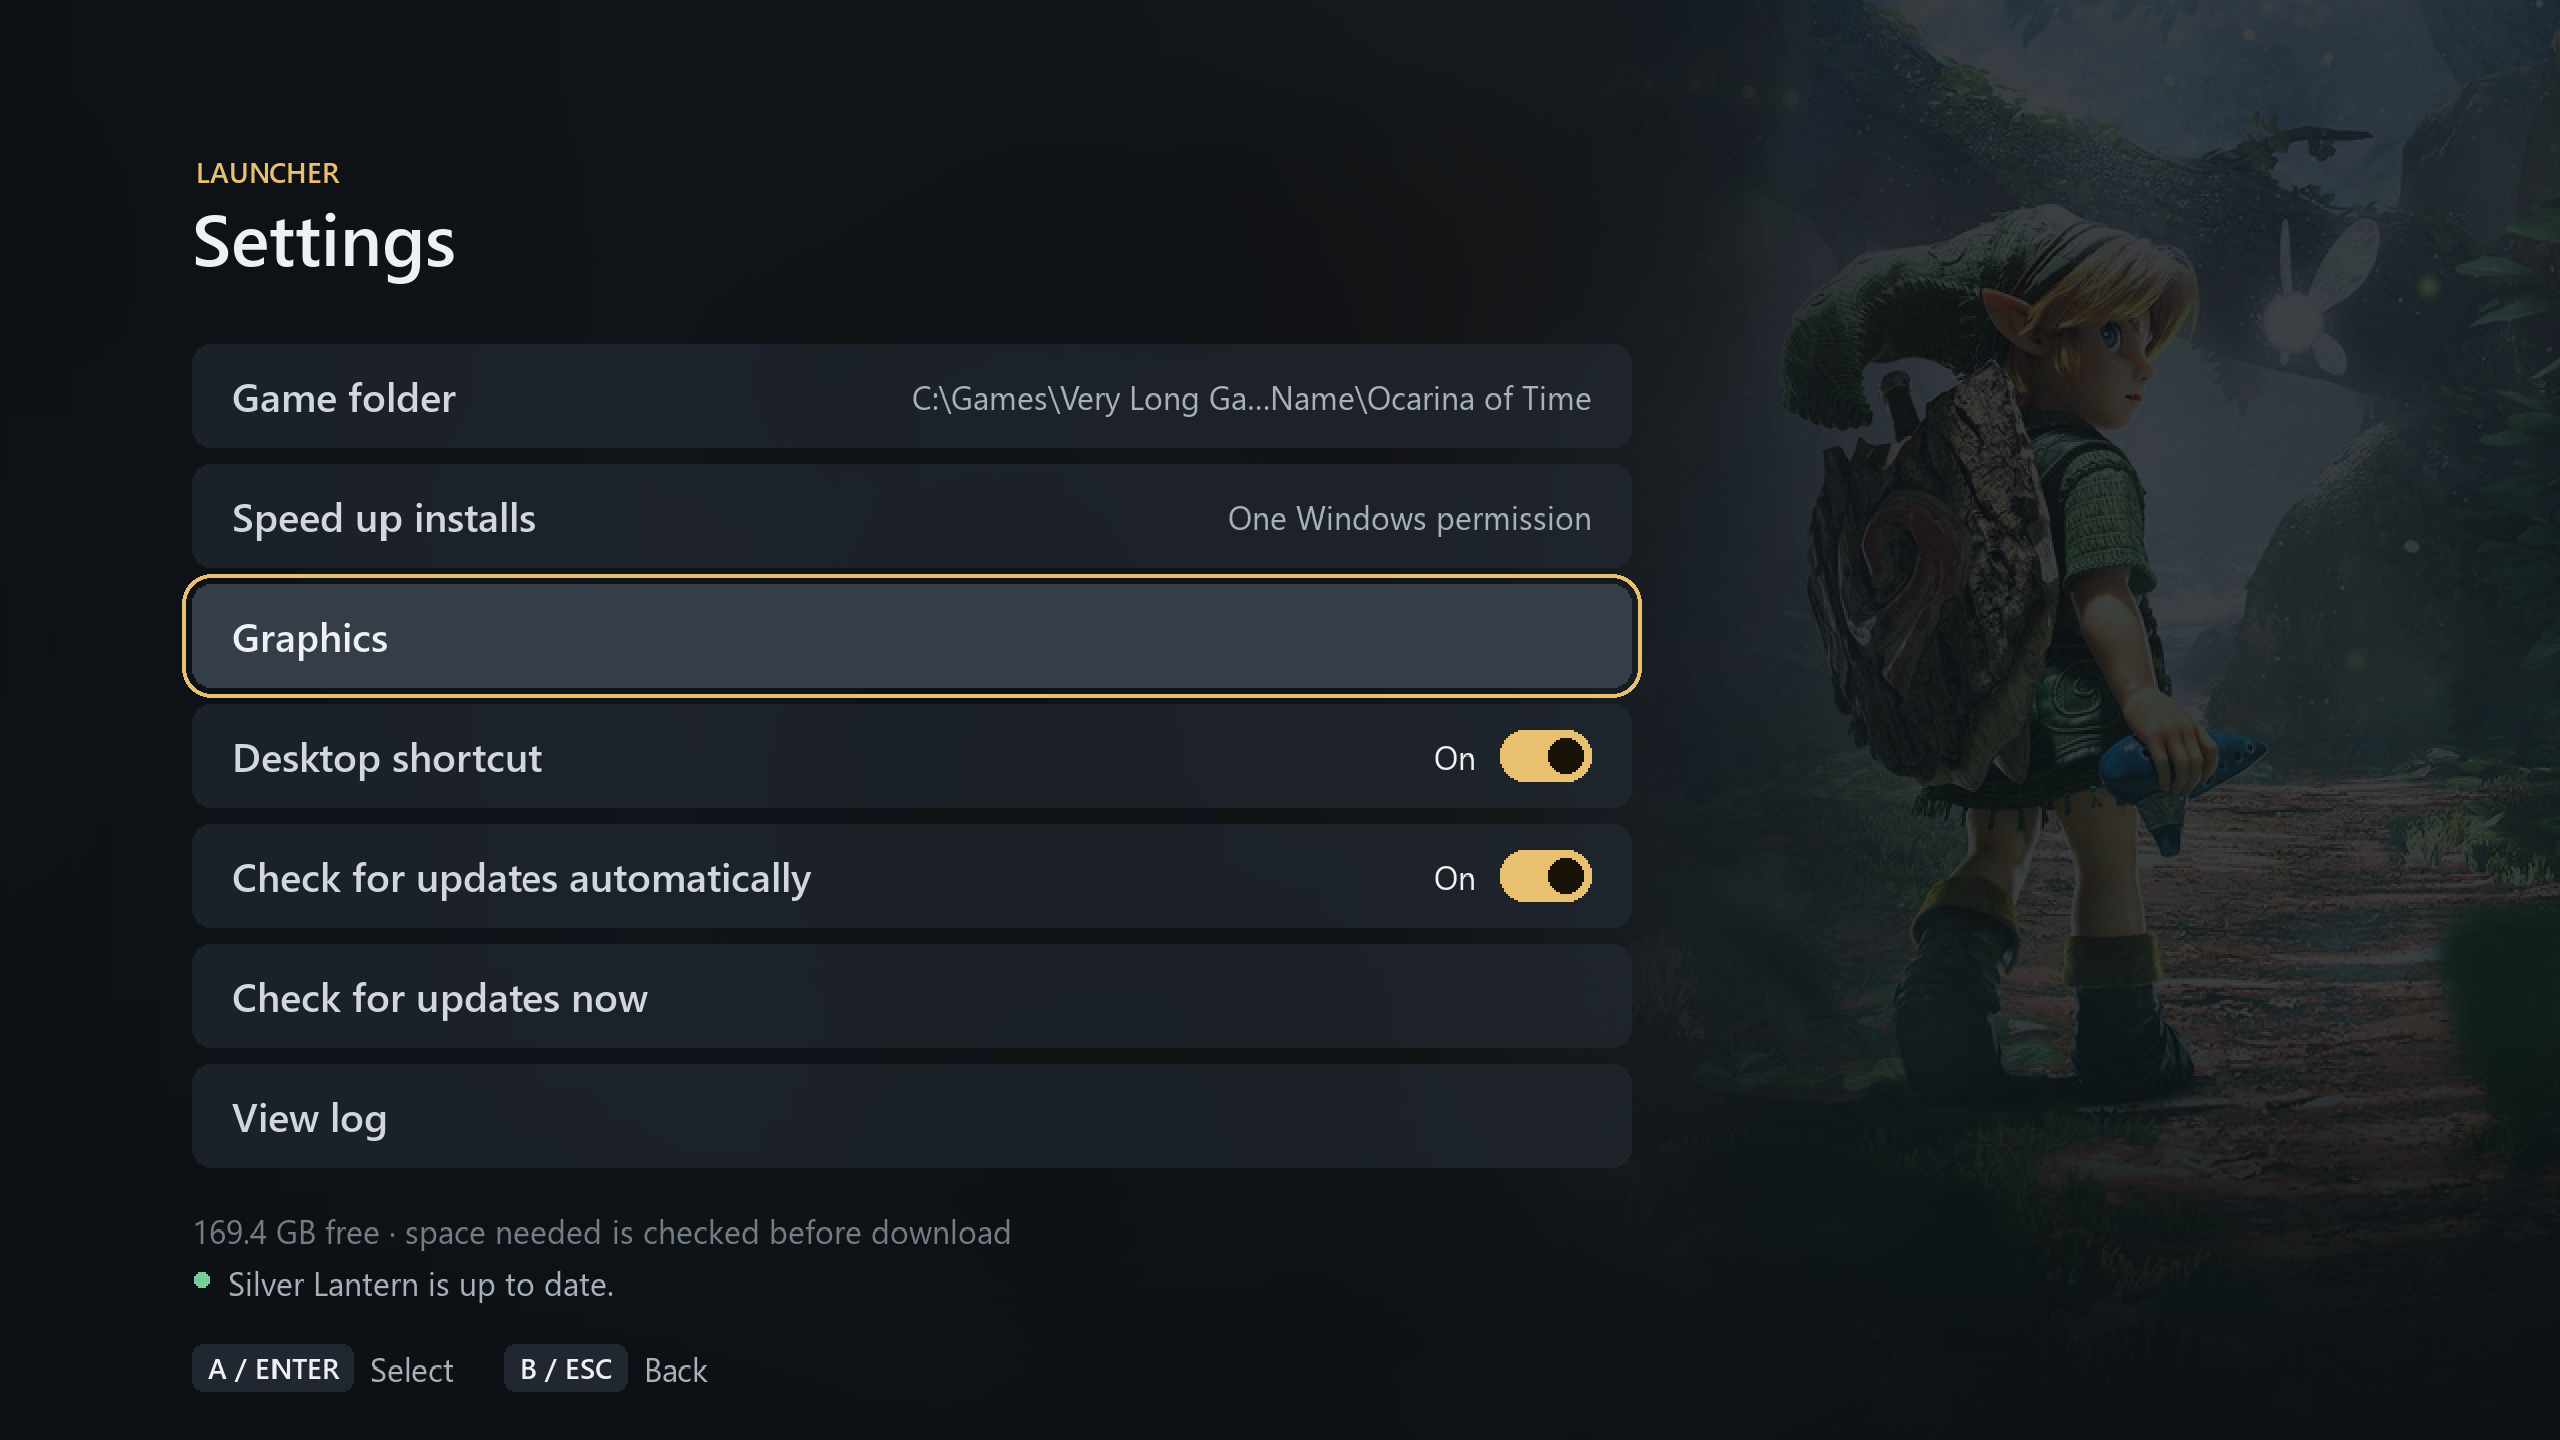 LAUNCHER
Settings
Game folder C:\Games\Very Long Ga...Name\Ocarina of Time
Speed up installs One Windows permission
Graphics
Desktop shortcut On
Check for updates automatically On
Check for updates now
View log
169.4 GB free · space needed is checked before download
Silver Lantern is up to date.
A / ENTER Select B / ESC Back